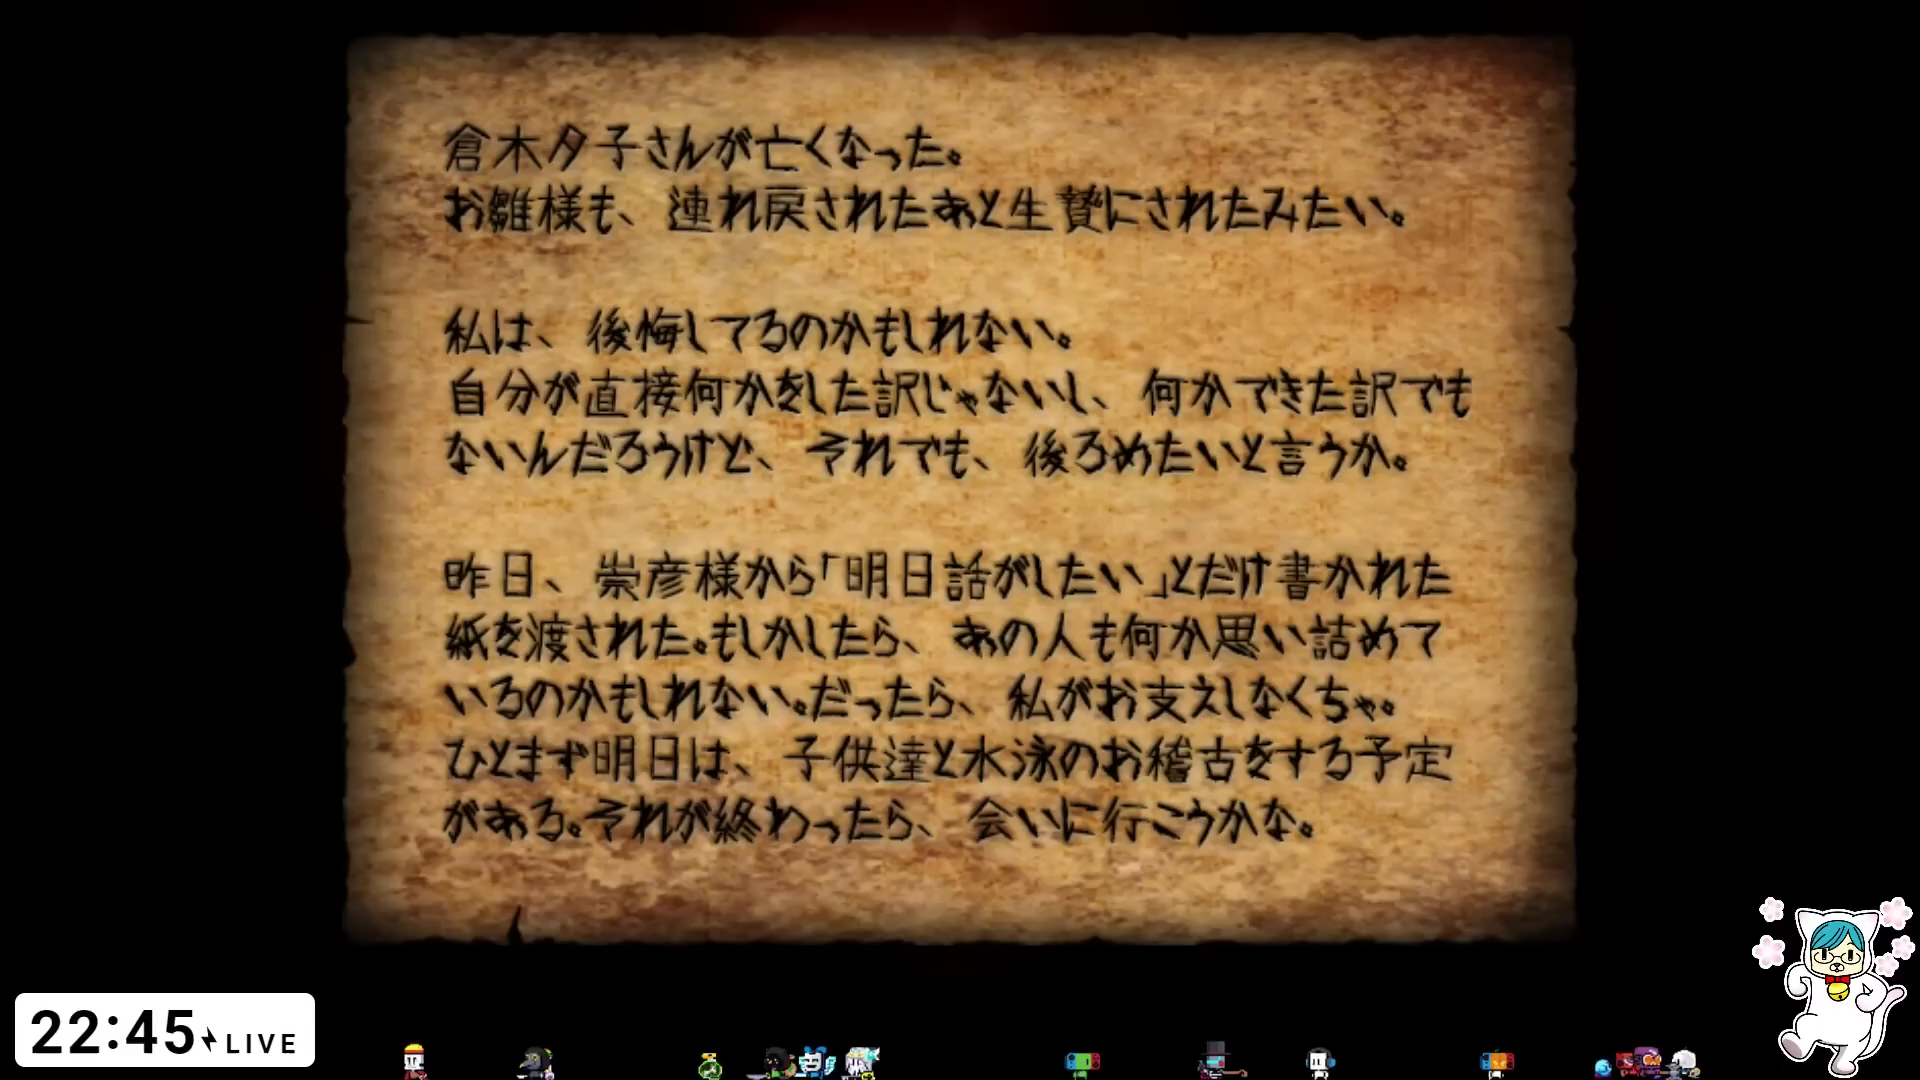 倉木夕子さんが亡くなった。
お雛様も、連れ戻されたあと生贄にされたみたい。
私は、後悔してるのかもしれない。
自分が直接何かをした訳じゃないし、何かできた訳でも
ないんだろうけど、それでも、後ろめたいと言うか。
昨日、崇彦様から「明日話がしたい」とだけ書かれた
紙を渡された。もしかしたら、あの人も何か思い詰めて
いるのかもしれない。だったら、私がお支えしなくちゃ。
ひとまず明日は、子供達と水泳のお稽古をする予定
がある。それが終わったら、会いに行こうかな。
22:45 LIVE